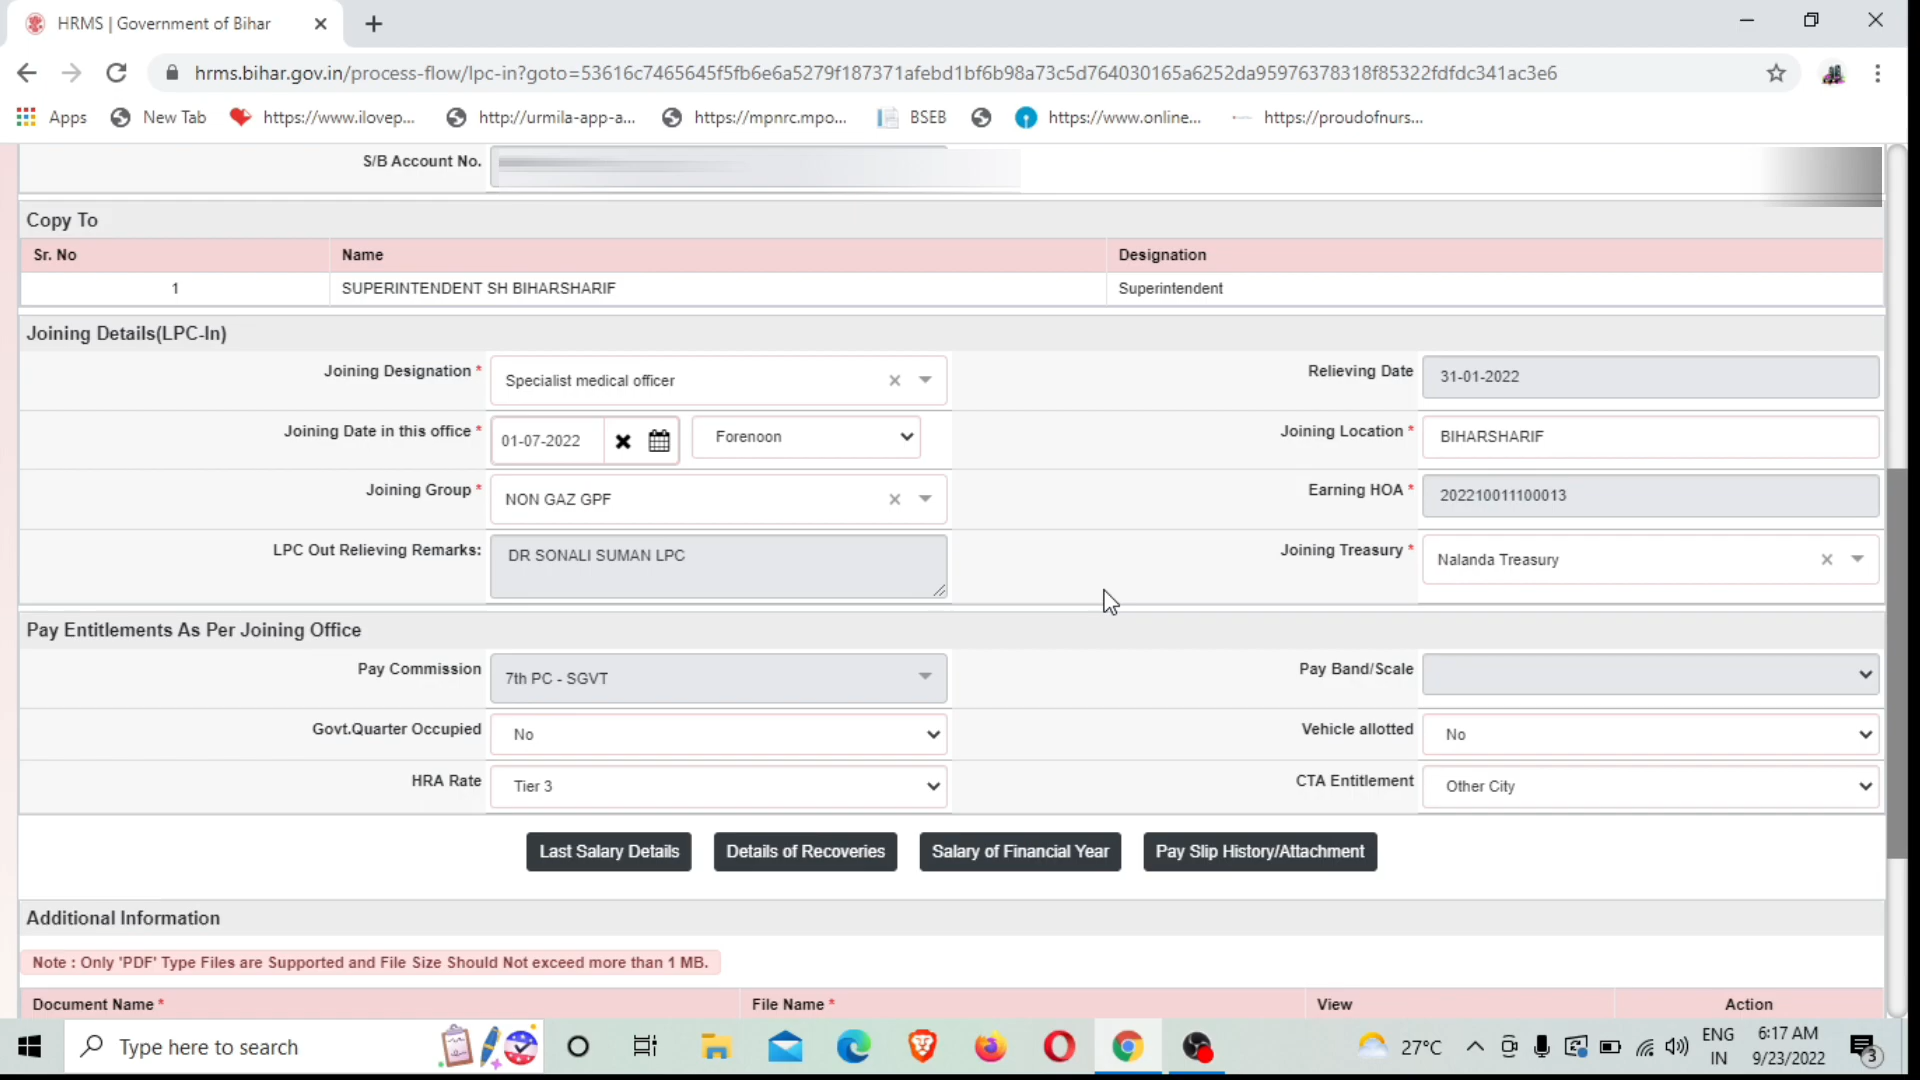 HRMS | Government of Bihar
hrms.bihar.gov.in/process-flow/lpc-in?goto=53616c7465645f5fb6e6a5279f187371afebd1bf6b98a73c5d764030165a6252da95976378318f85322fdfdc341ac3e6
Apps New Tab https://www.ilovep... http://urmila-app-a... https://mpnrc.mpo... BSEB https://www.online... https://proudofnurs...
S/B Account No.
Copy To
Sr. No Name Designation
1 SUPERINTENDENT SH BIHARSHARIF Superintendent
Joining Details(LPC-In)
Joining Designation * Specialist medical officer Relieving Date 31-01-2022
Joining Date in this office * 01-07-2022 Forenoon Joining Location * BIHARSHARIF
Joining Group * NON GAZ GPF Earning HOA * 202210011100013
LPC Out Relieving Remarks: DR SONALI SUMAN LPC Joining Treasury * Nalanda Treasury
Pay Entitlements As Per Joining Office
Pay Commission 7th PC - SGVT Pay Band/Scale
Govt.Quarter Occupied No Vehicle allotted No
HRA Rate Tier 3 CTA Entitlement Other City
Last Salary Details Details of Recoveries Salary of Financial Year Pay Slip History/Attachment
Additional Information
Note : Only 'PDF' Type Files are Supported and File Size Should Not exceed more than 1 MB.
Document Name * File Name * View Action
Type here to search 27°C ENG 6:17 AM
IN 9/23/2022 3